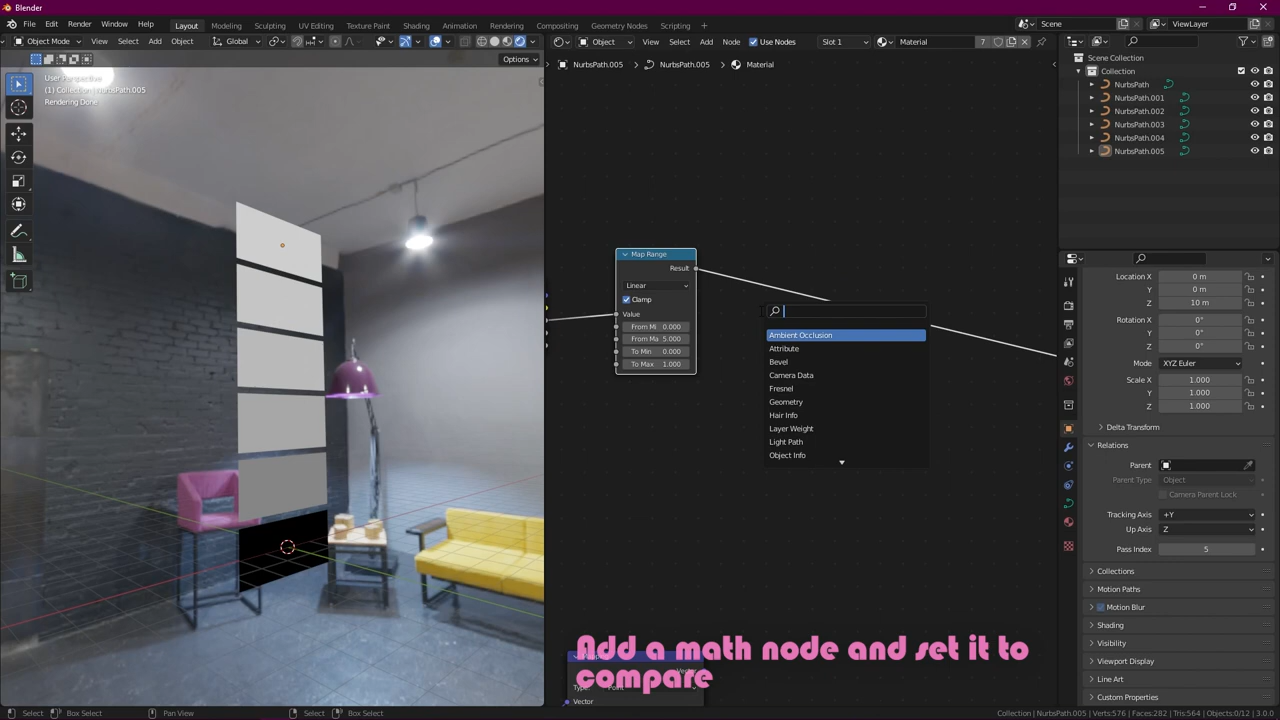 Blender
File Edit Render Window Help Layout Modeling Sculpting UV Editing Texture Paint Shading Animation Rendering Compositing Geometry Nodes Scripting + Scene ViewLayer
Object Mode View Select Add Object Global Object View Select Add Node Use Nodes Slot 1 Material 7
Options
User Perspective
(1) Collection | NurbsPath.005
Rendering Done
NurbsPath.005 NurbsPath.005 Material
Map Range
Result
Linear
Clamp
Value
From Mi 0.000
From Ma 5.000
To Min 0.000
To Max 1.000
Ambient Occlusion
Attribute
Bevel
Camera Data
Fresnel
Geometry
Hair Info
Layer Weight
Light Path
Object Info
Add a math node and set it to
compare
Vector
Scene Collection
Collection
NurbsPath
NurbsPath.001
NurbsPath.002
NurbsPath.003
NurbsPath.004
NurbsPath.005
Location X 0 m
Y 0 m
Z 10 m
Rotation X 0°
Y 0°
Z 0°
Mode XYZ Euler
Scale X 1.000
Y 1.000
Z 1.000
Delta Transform
Relations
Parent
Parent Type Object
Camera Parent Lock
Tracking Axis +Y
Up Axis Z
Pass Index 5
Collections
Motion Paths
Motion Blur
Shading
Visibility
Viewport Display
Line Art
Custom Properties
Select Box Select Pan View Select Box Select Collection | NurbsPath.005 | Verts:576 | Faces:282 | Tris:564 | Objects:0/12 | 3.0.0